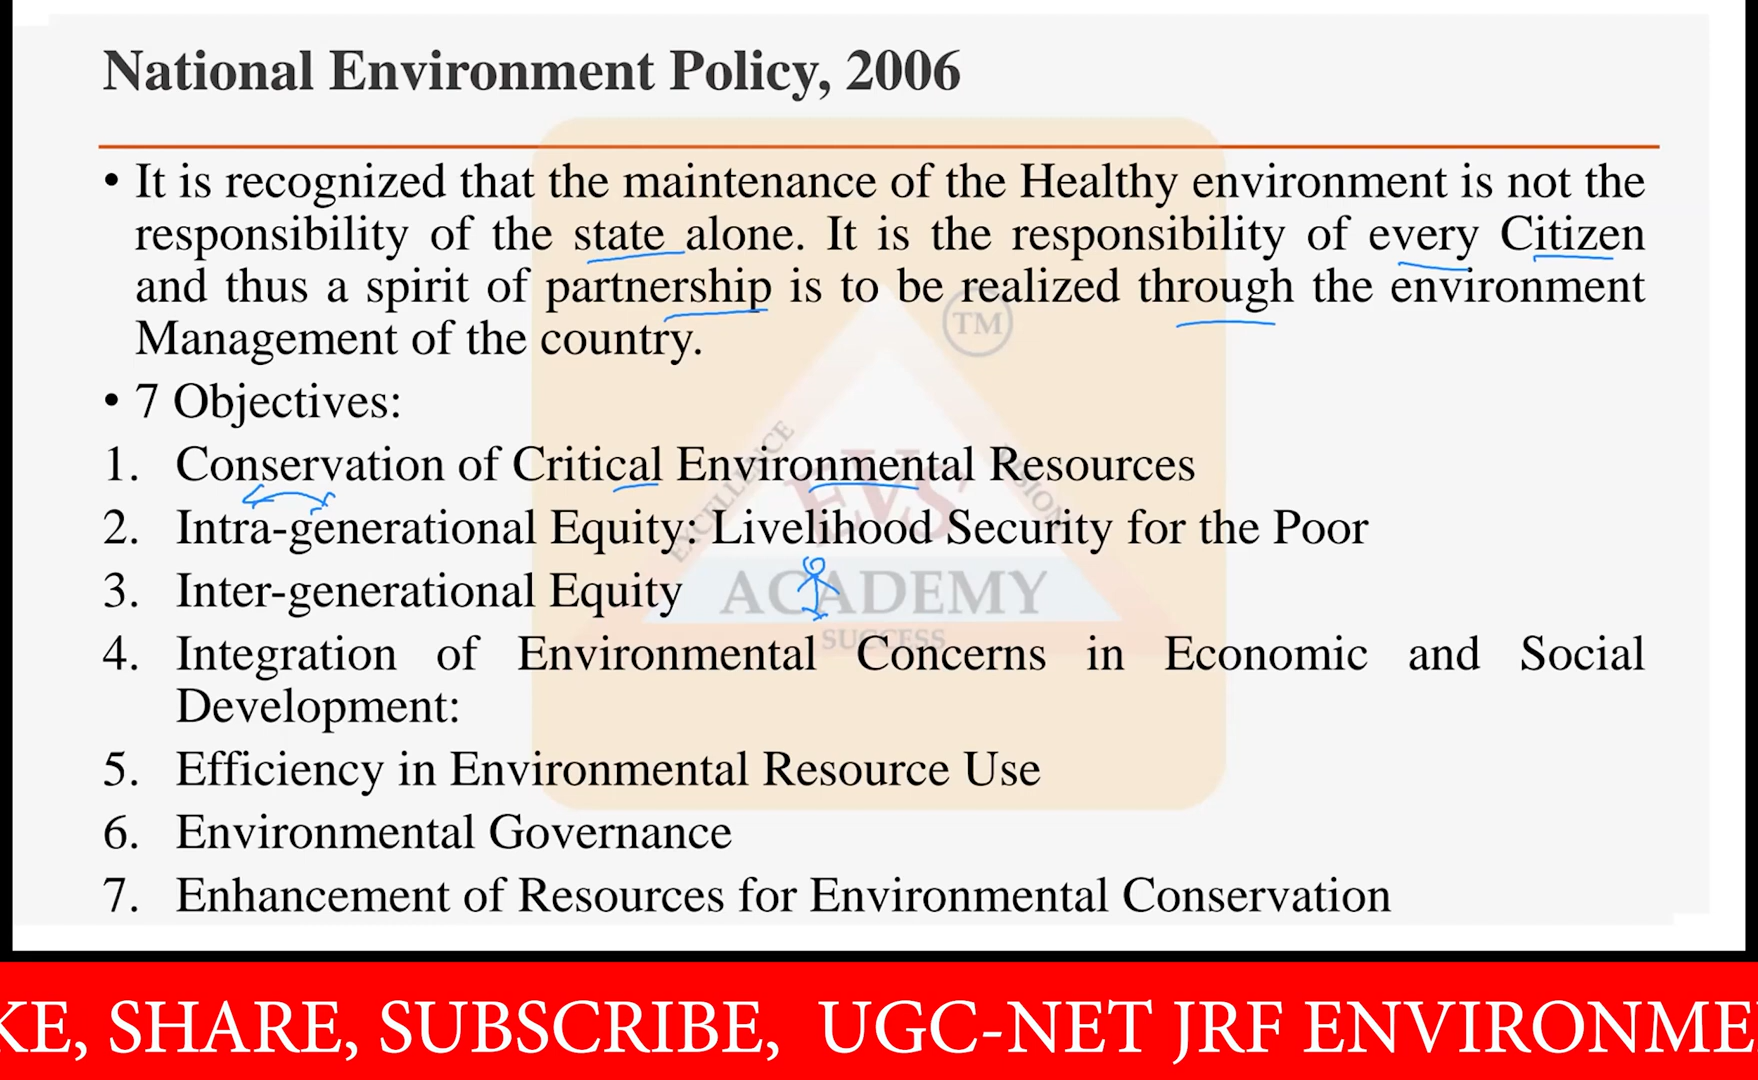 National Environment Policy, 2006
• It is recognized that the maintenance of the Healthy environment is not the
responsibility of the state alone. It is the responsibility of every Citizen
and thus a spirit of partnership is to be realized through the environment
Management of the country.
TM
• 7 Objectives:
1. Conservation of Critical Environmental Resources
2. Intra-generational Equity: Livelihood Security for the Poor
3. Inter-generational Equity
4. Integration of Environmental Concerns in Economic and Social
Development:
5. Efficiency in Environmental Resource Use
6. Environmental Governance
7. Enhancement of Resources for Environmental Conservation
EXCELLENCE
EVS
ACADEMY
SUCCESS
KE, SHARE, SUBSCRIBE, UGC-NET JRF ENVIRONME